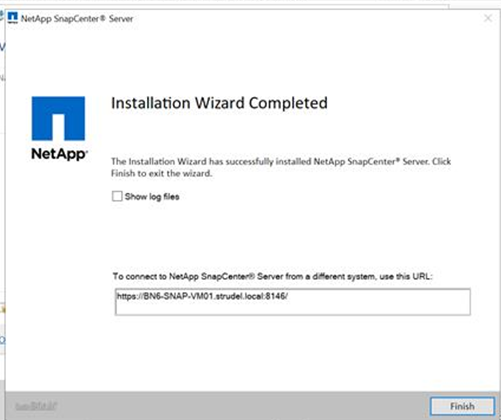 NetApp SnapCenter® Server
Installation Wizard Completed
NetApp
The Installation Wizard has successfully installed NetApp SnapCenter® Server. Click
Finish to exit the wizard.
Show log files
To connect to NetApp SnapCenter® Server from a different system, use this URL:
https://BN6-SNAP-VM01.strudel.local:8146/
InstallShield
Finish